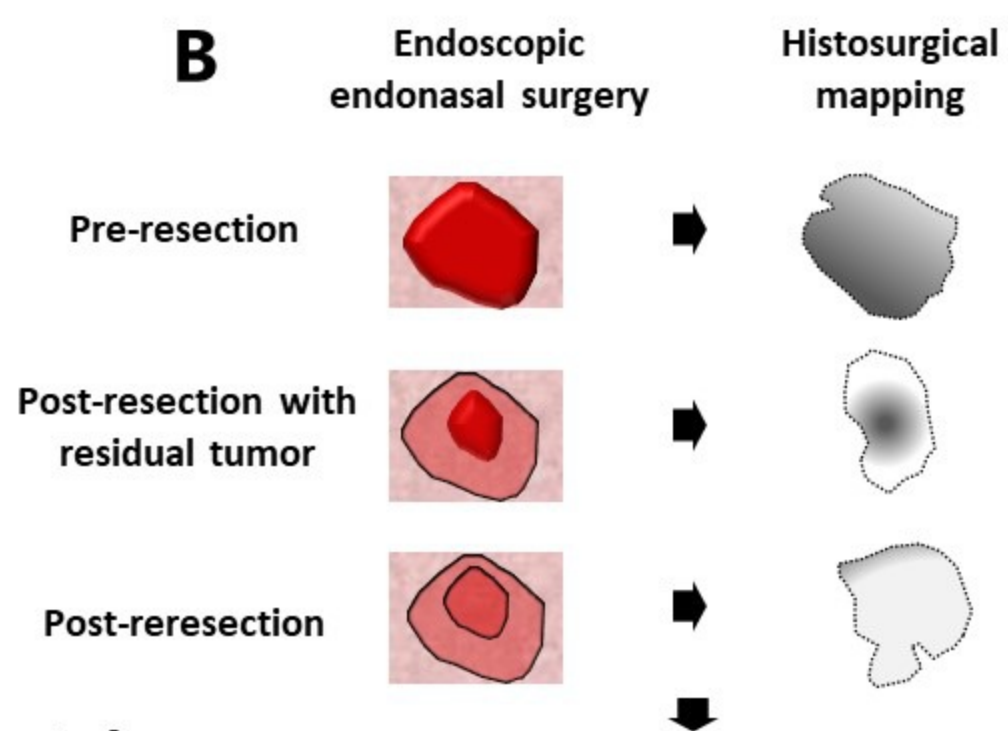 B
Endoscopic
endonasal surgery
Histosurgical
mapping
Pre-resection
Post-resection with
residual tumor
Post-reresection